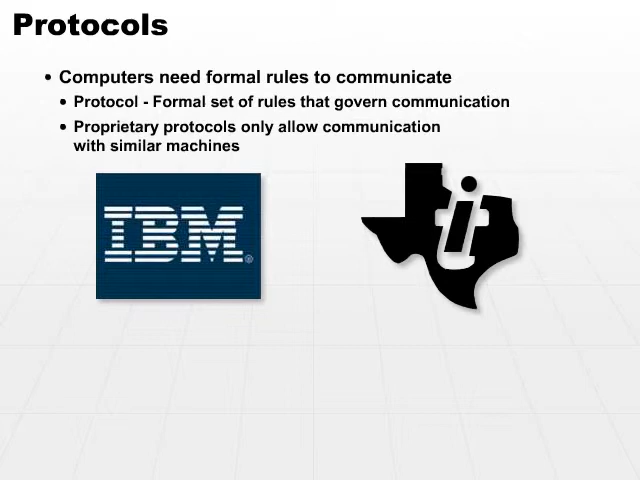 Protocols
• Computers need formal rules to communicate
• Protocol - Formal set of rules that govern communication
• Proprietary protocols only allow communication
with similar machines
IBM®
ti